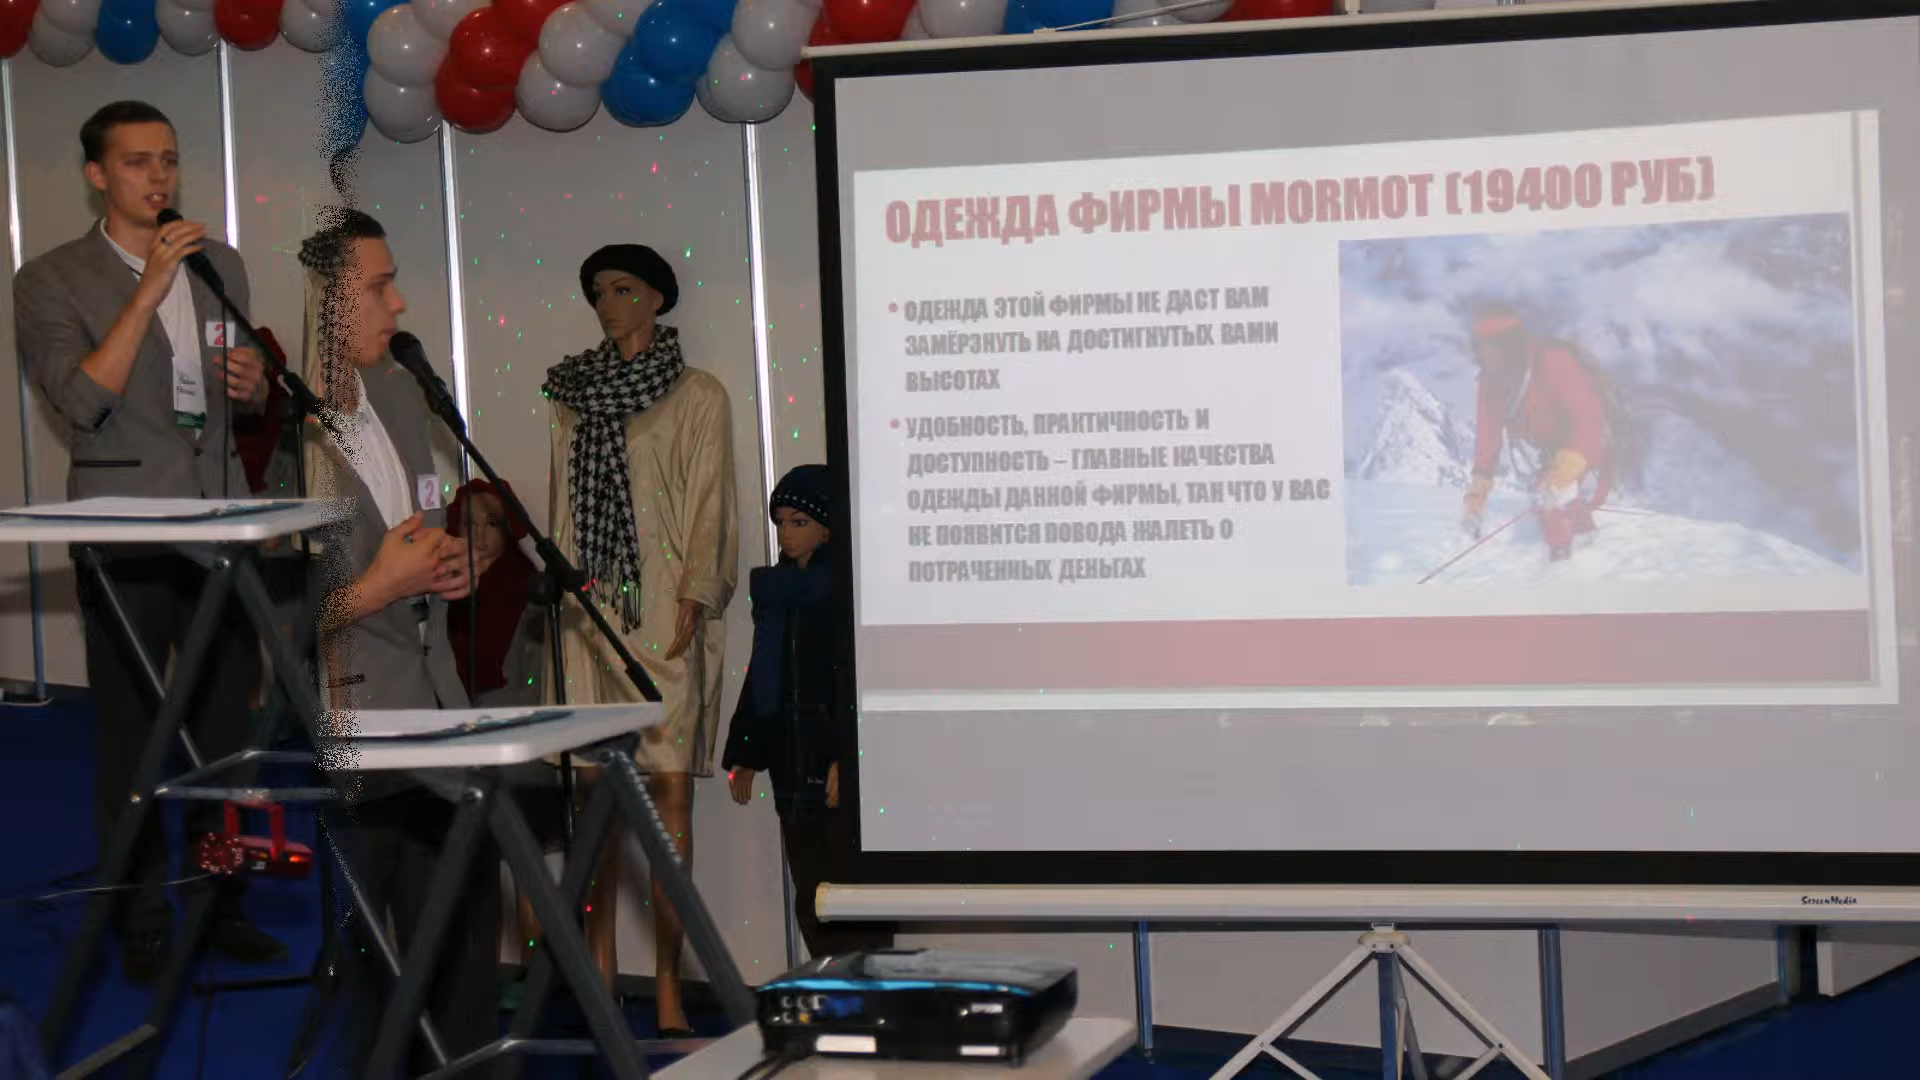 ОДЕЖДА ФИРМЫ MORMOT (19400 РУБ)
• ОДЕЖДА ЭТОЙ ФИРМЫ НЕ ДАСТ ВАМ
ЗАМЁРЗНУТЬ НА ДОСТИГНУТЫХ ВАМИ
ВЫСОТАХ
• УДОБНОСТЬ, ПРАКТИЧНОСТЬ И
ДОСТУПНОСТЬ – ГЛАВНЫЕ КАЧЕСТВА
ОДЕЖДЫ ДАННОЙ ФИРМЫ, ТАК ЧТО У ВАС
НЕ ПОЯВИТСЯ ПОВОДА ЖАЛЕТЬ О
ПОТРАЧЕННЫХ ДЕНЬГАХ
2
2
ScreenMedia